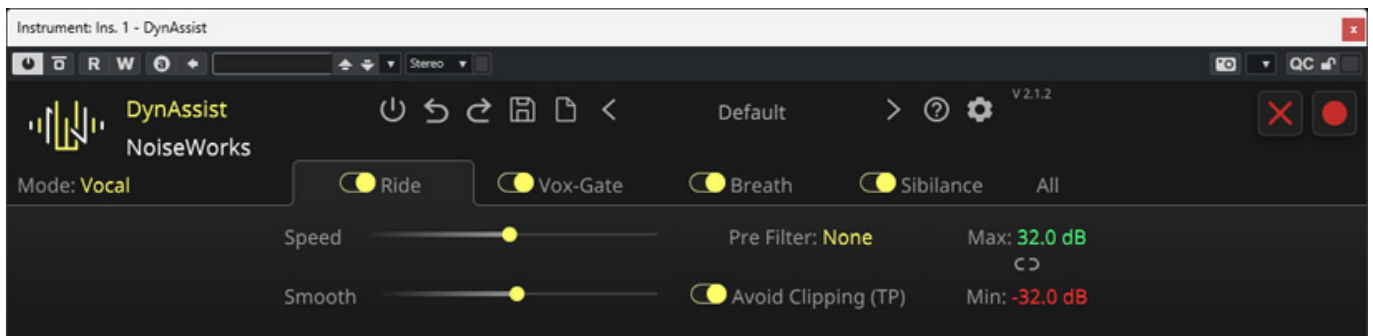 Instrument: Ins. 1 - DynAssist
x
R W a Stereo QC
DynAssist Default V 2.1.2
NoiseWorks
Mode: Vocal Ride Vox-Gate Breath Sibilance All
Speed Pre Filter: None Max: 32.0 dB
Smooth Avoid Clipping (TP) Min: -32.0 dB